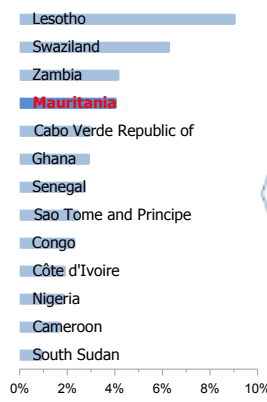 Lesotho
Swaziland
Zambia
Mauritania
Cabo Verde Republic of
Ghana
Senegal
Sao Tome and Principe
Congo
Côte d'Ivoire
Nigeria
Cameroon
South Sudan
0% 2% 4% 6% 8% 10%